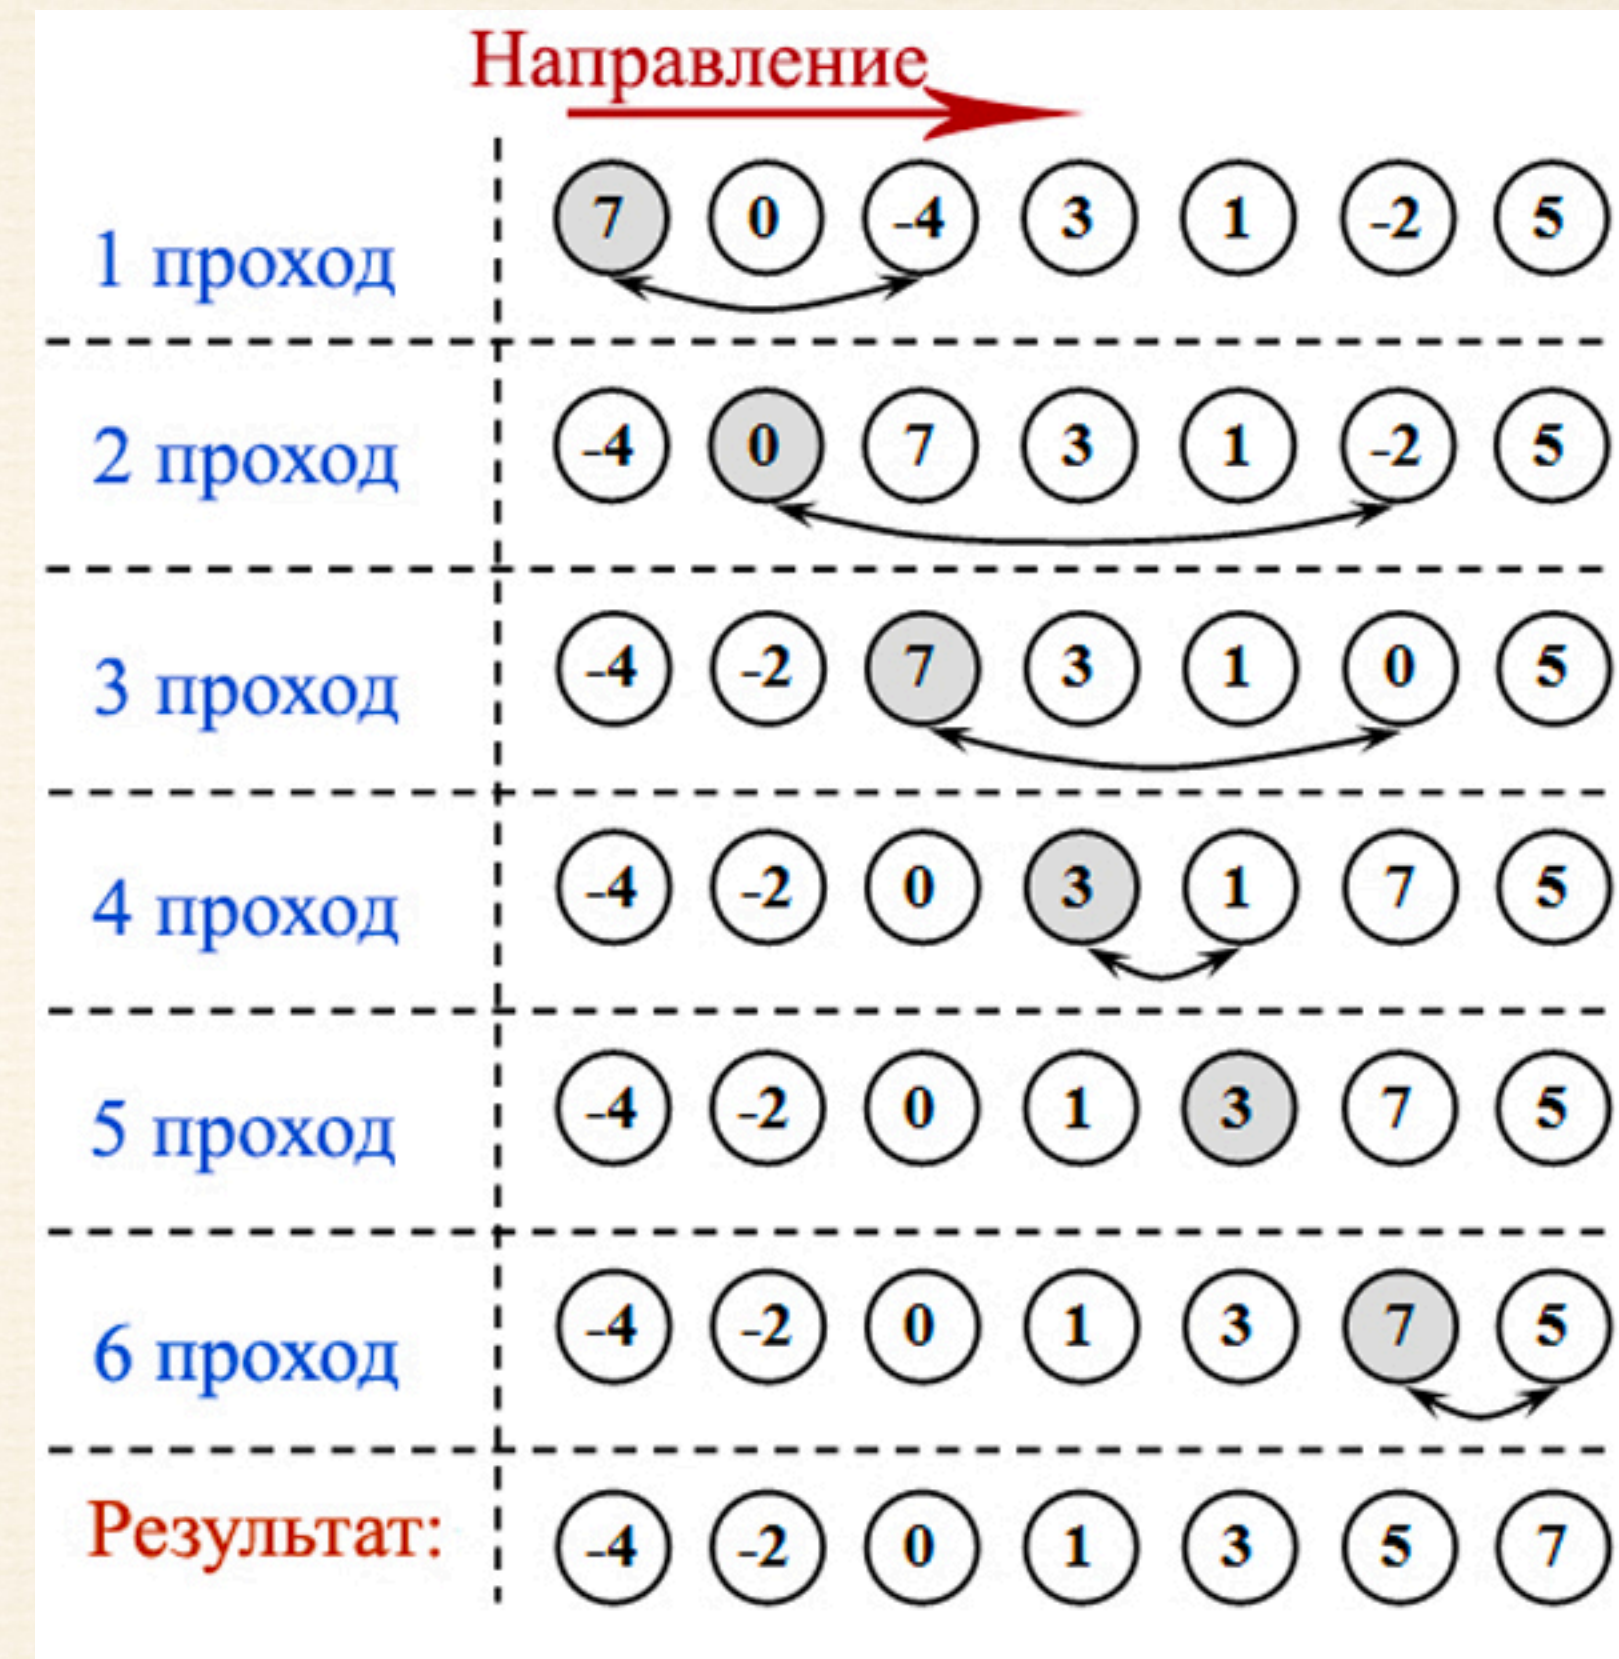 Направление
1 проход 7 0 -4 3 1 -2 5
2 проход -4 0 7 3 1 -2 5
3 проход -4 -2 7 3 1 0 5
4 проход -4 -2 0 3 1 7 5
5 проход -4 -2 0 1 3 7 5
6 проход -4 -2 0 1 3 7 5
Результат: -4 -2 0 1 3 5 7